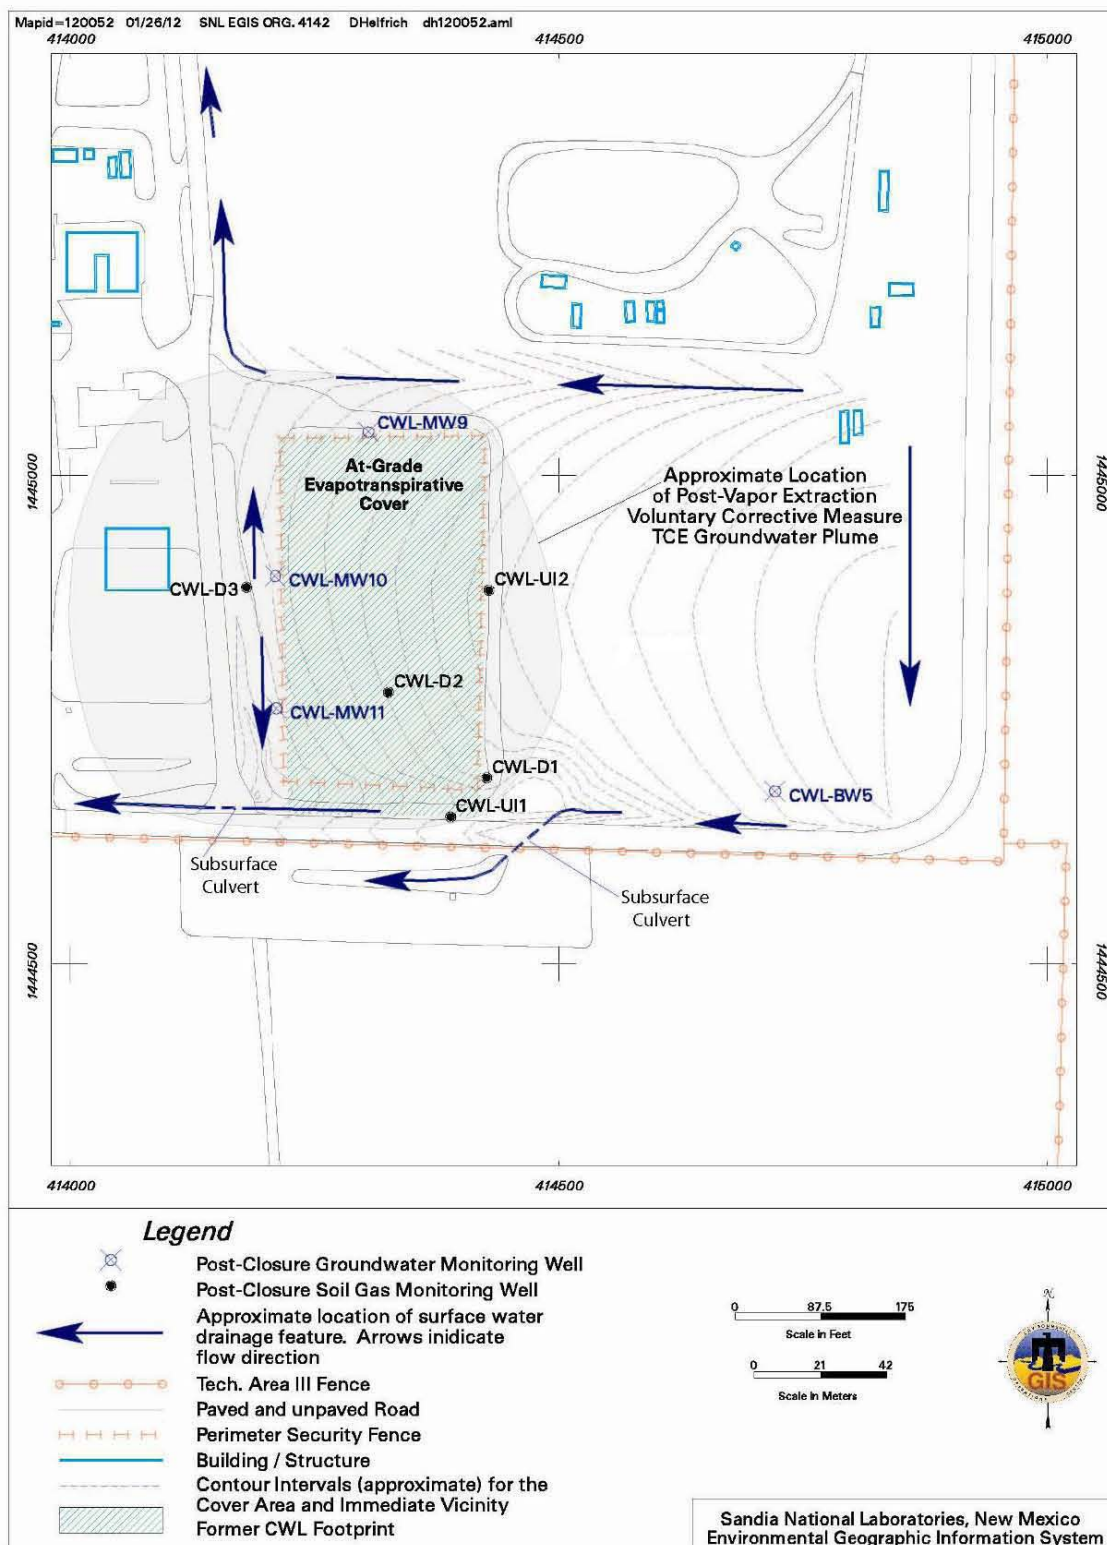 Mapid=120052 01/26/12 SNL EGIS ORG. 4142 DHelfrich dh120052.aml
414000 414500 415000
CWL-MW9
At-Grade
Evapotranspirative
Cover
1445000
1445000
Approximate Location
of Post-Vapor Extraction
Voluntary Corrective Measure
TCE Groundwater Plume
CWL-D3
CWL-MW10
CWL-UI2
CWL-D2
CWL-MW11
CWL-D1
CWL-UI1
CWL-BW5
Subsurface
Culvert
Subsurface
Culvert
1444500
1444500
414000 414500 415000
Legend
Post-Closure Groundwater Monitoring Well
Post-Closure Soil Gas Monitoring Well
Approximate location of surface water
drainage feature. Arrows inidicate
flow direction
Tech. Area III Fence
Paved and unpaved Road
Perimeter Security Fence
Building / Structure
Contour Intervals (approximate) for the
Cover Area and Immediate Vicinity
Former CWL Footprint
0 87.5 175
Scale in Feet
0 21 42
Scale in Meters
N
GIS
Sandia National Laboratories, New Mexico
Environmental Geographic Information System